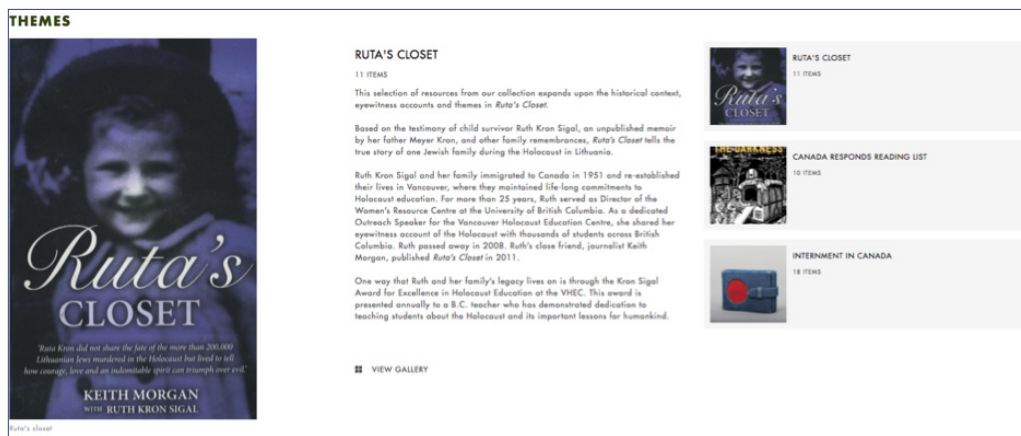 THEMES
Ruta's
CLOSET
'Ruta Kron did not share the fate of the more than 200,000
Lithuanian Jews murdered in the Holocaust but lived to tell
how courage, love and an indomitable spirit can triumph over evil.'
KEITH MORGAN
WITH RUTH KRON SIGAL
Ruta's closet
RUTA'S CLOSET
11 ITEMS
This selection of resources from our collection expands upon the historical context,
eyewitness accounts and themes in Ruta's Closet.
Based on the testimony of child survivor Ruth Kron Sigal, an unpublished memoir
by her father Meyer Kron, and other family remembrances, Ruta's Closet tells the
true story of one Jewish family during the Holocaust in Lithuania.
Ruth Kron Sigal and her family immigrated to Canada in 1951 and re-established
their lives in Vancouver, where they maintained life-long commitments to
Holocaust education. For more than 25 years, Ruth served as Director of the
Women's Resource Centre at the University of British Columbia. As a dedicated
Outreach Speaker for the Vancouver Holocaust Education Centre, she shared her
eyewitness account of the Holocaust with thousands of students across British
Columbia. Ruth passed away in 2008. Ruth's close friend, journalist Keith
Morgan, published Ruta's Closet in 2011.
One way that Ruth and her family's legacy lives on is through the Kron Sigal
Award for Excellence in Holocaust Education at the VHEC. This award is
presented annually to a B.C. teacher who has demonstrated dedication to
teaching students about the Holocaust and its important lessons for humankind.
VIEW GALLERY
Ruta's
CLOSET
RUTA'S CLOSET
11 ITEMS
THE DARKNESS
CANADA RESPONDS READING LIST
10 ITEMS
INTERNMENT IN CANADA
18 ITEMS